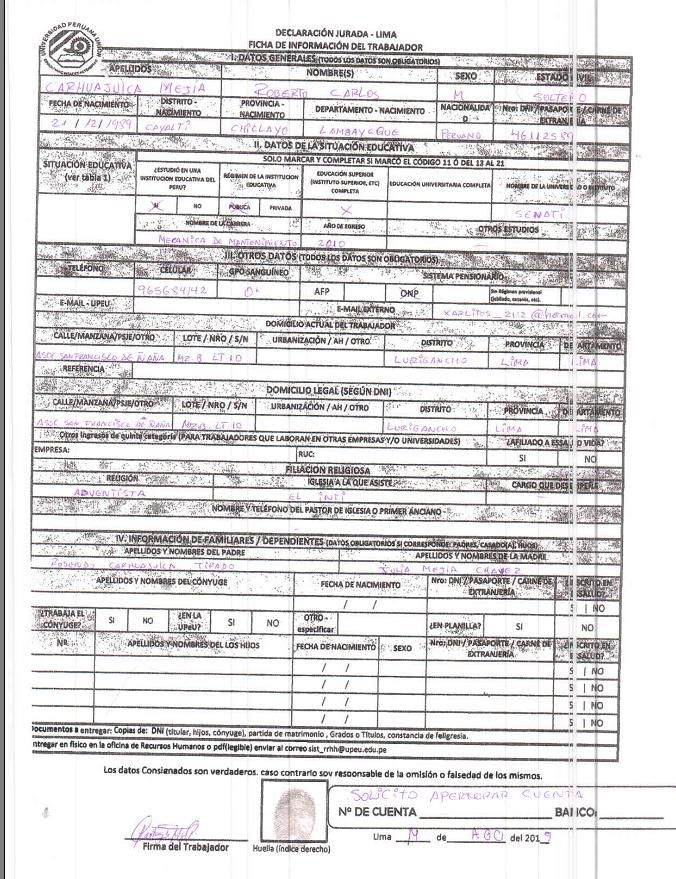 UNIVERSIDAD PERUANA UNIÓN
DECLARACIÓN JURADA - LIMA
FICHA DE INFORMACIÓN DEL TRABAJADOR
I. DATOS GENERALES (TODOS LOS DATOS SON OBLIGATORIOS)
APELLIDOS NOMBRE(S) SEXO ESTADO CIVIL
CARHUAJULCA MEJIA ROBERTO CARLOS M SOLTERO
FECHA DE NACIMIENTO DISTRITO - NACIMIENTO PROVINCIA - NACIMIENTO DEPARTAMENTO - NACIMIENTO NACIONALIDAD Nro: DNI / PASAPORTE / CARNÉ DE EXTRANJERÍA
21 / 12 / 1989 CAYALTI CHICLAYO LAMBAYEQUE PERUANO 46112589
II. DATOS DE LA SITUACIÓN EDUCATIVA
SOLO MARCAR Y COMPLETAR SI MARCÓ EL CÓDIGO 11 Ó DEL 13 AL 21
SITUACIÓN EDUCATIVA (ver tabla 1) ¿ESTUDIÓ EN UNA INSTITUCION EDUCATIVA DEL PERU? RÉGIMEN DE LA INSTITUCION EDUCATIVA EDUCACIÓN SUPERIOR (INSTITUTO SUPERIOR, ETC) COMPLETA EDUCACIÓN UNIVERSITARIA COMPLETA NOMBRE DE LA UNIVERSIDAD O INSTITUTO
SI NO PÚBLICA PRIVADA X SENATI
NOMBRE DE LA CARRERA AÑO DE EGRESO OTROS ESTUDIOS
MECANICA DE MANTENIMIENTO 2010 —
III. OTROS DATOS (TODOS LOS DATOS SON OBLIGATORIOS)
TELÉFONO CELULAR GPO SANGUÍNEO SISTEMA PENSIONARIO
965684142 O+ AFP ONP Sin Régimen provisional (jubilado, cesante, etc)
E-MAIL - UPEU E-MAIL EXTERNO xarlitos_2112@hotmail.com
DOMICILIO ACTUAL DEL TRABAJADOR
CALLE/MANZANA/PSJE/OTRO LOTE / NRO / S/N URBANIZACIÓN / AH / OTRO DISTRITO PROVINCIA DEPARTAMENTO
ASOC SAN FRANCISCO DE ÑAÑA MZ.B LT 10 LURIGANCHO LIMA LIMA
REFERENCIA
DOMICILIO LEGAL (SEGÚN DNI)
CALLE/MANZANA/PSJE/OTRO LOTE / NRO / S/N URBANIZACIÓN / AH / OTRO DISTRITO PROVINCIA DEPARTAMENTO
ASOC SAN FRANCISCO DE ÑAÑA MZ.B LT 10 LURIGANCHO LIMA LIMA
Otros ingresos de quinta categoría (PARA TRABAJADORES QUE LABORAN EN OTRAS EMPRESAS Y/O UNIVERSIDADES) ¿AFILIADO A ESSALUD VIDA?
EMPRESA: RUC: SI NO
FILIACIÓN RELIGIOSA
RELIGIÓN IGLESIA A LA QUE ASISTE CARGO QUE DESEMPEÑA
ADVENTISTA EL INTI —
NOMBRE Y TELÉFONO DEL PASTOR DE IGLESIA O PRIMER ANCIANO
IV. INFORMACIÓN DE FAMILIARES / DEPENDIENTES (DATOS OBLIGATORIOS SI CORRESPONDE: PADRES, CASADO(A), HIJOS)
APELLIDOS Y NOMBRES DEL PADRE APELLIDOS Y NOMBRES DE LA MADRE
ROSENDO CARHUAJULCA TIRADO JULIA MEJIA CHAVEZ
APELLIDOS Y NOMBRES DEL CÓNYUGE FECHA DE NACIMIENTO Nro: DNI / PASAPORTE / CARNÉ DE EXTRANJERÍA ¿INSCRITO EN ESSALUD?
/ / SI | NO
¿TRABAJA EL CÓNYUGE? SI NO ¿EN LA UPeU? SI NO OTRO - especificar ¿EN PLANILLA? SI NO
Nº APELLIDOS Y NOMBRES DEL LOS HIJOS FECHA DE NACIMIENTO SEXO Nro: DNI / PASAPORTE / CARNÉ DE EXTRANJERÍA ¿INSCRITO EN ESSALUD?
/ / S | NO
/ / S | NO
/ / S | NO
/ / S | NO
Documentos a entregar: Copias de: DNI (titular, hijos, cónyuge), partida de matrimonio , Grados o Títulos, constancia de feligresía.
ntregar en físico en la oficina de Recursos Humanos o pdf(legible) enviar al correo sist_rrhh@upeu.edu.pe
Los datos Consignados son verdaderos, caso contrario soy responsable de la omisión o falsedad de los mismos.
SOLICITO APERTURAR CUENTA
Nº DE CUENTA BANCO:
Lima de AGO del 2019
Firma del Trabajador Huella (índice derecho)